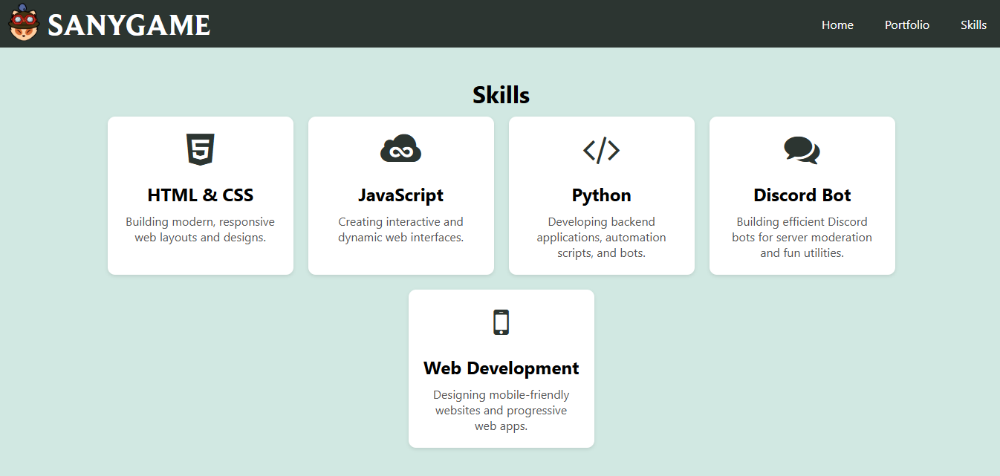 SANYGAME
Home
Portfolio
Skills
Skills
HTML & CSS
Building modern, responsive
web layouts and designs.
JavaScript
Creating interactive and
dynamic web interfaces.
Python
Developing backend
applications, automation
scripts, and bots.
Discord Bot
Building efficient Discord
bots for server moderation
and fun utilities.
Web Development
Designing mobile-friendly
websites and progressive
web apps.